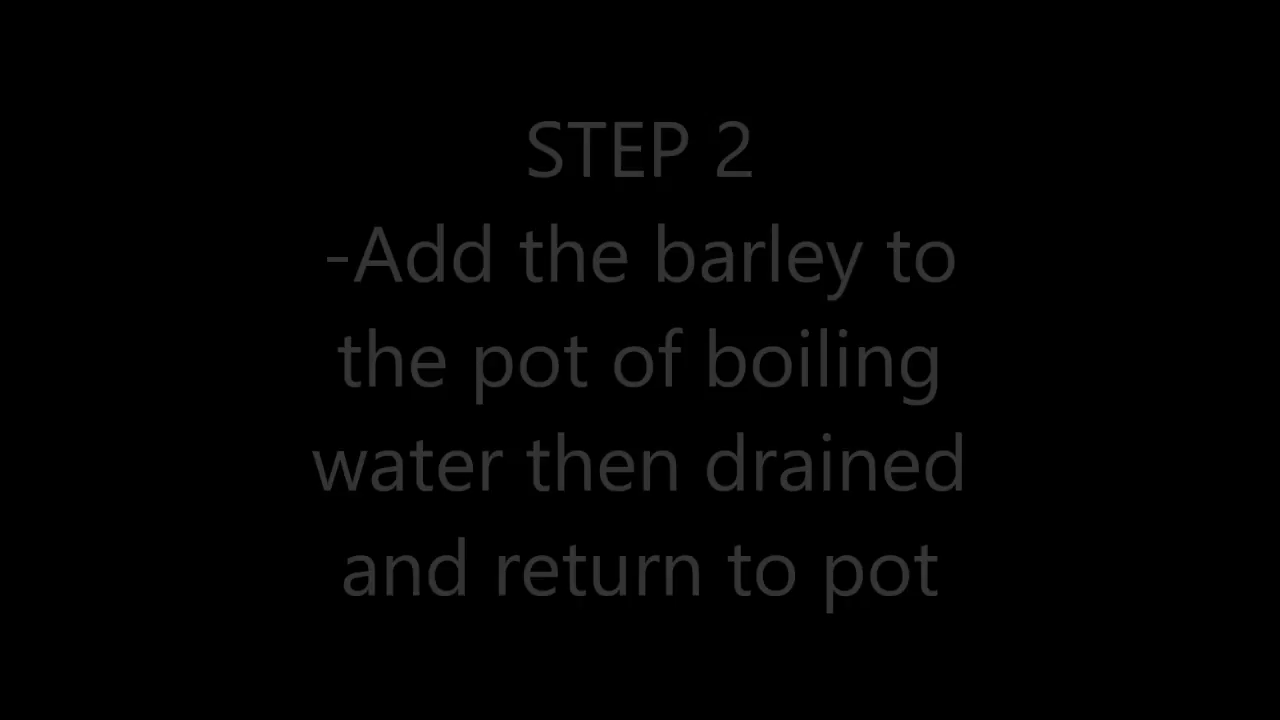 STEP 2
-Add the barley to
the pot of boiling
water then drained
and return to pot